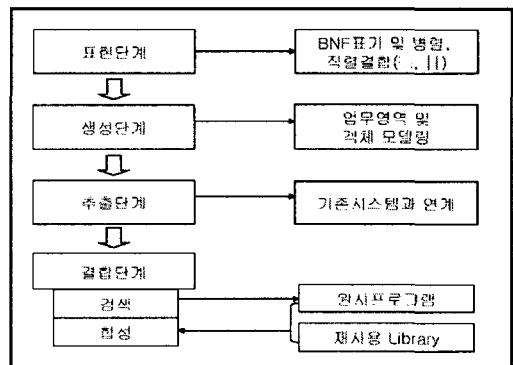 표현단계
BNF표기 및 병렬,
직렬결합(::, ||)
생성단계
업무영역 및
객체 모델링
추출단계
기존시스템과 연계
결합단계
검색
원시프로그램
합성
재사용 Library